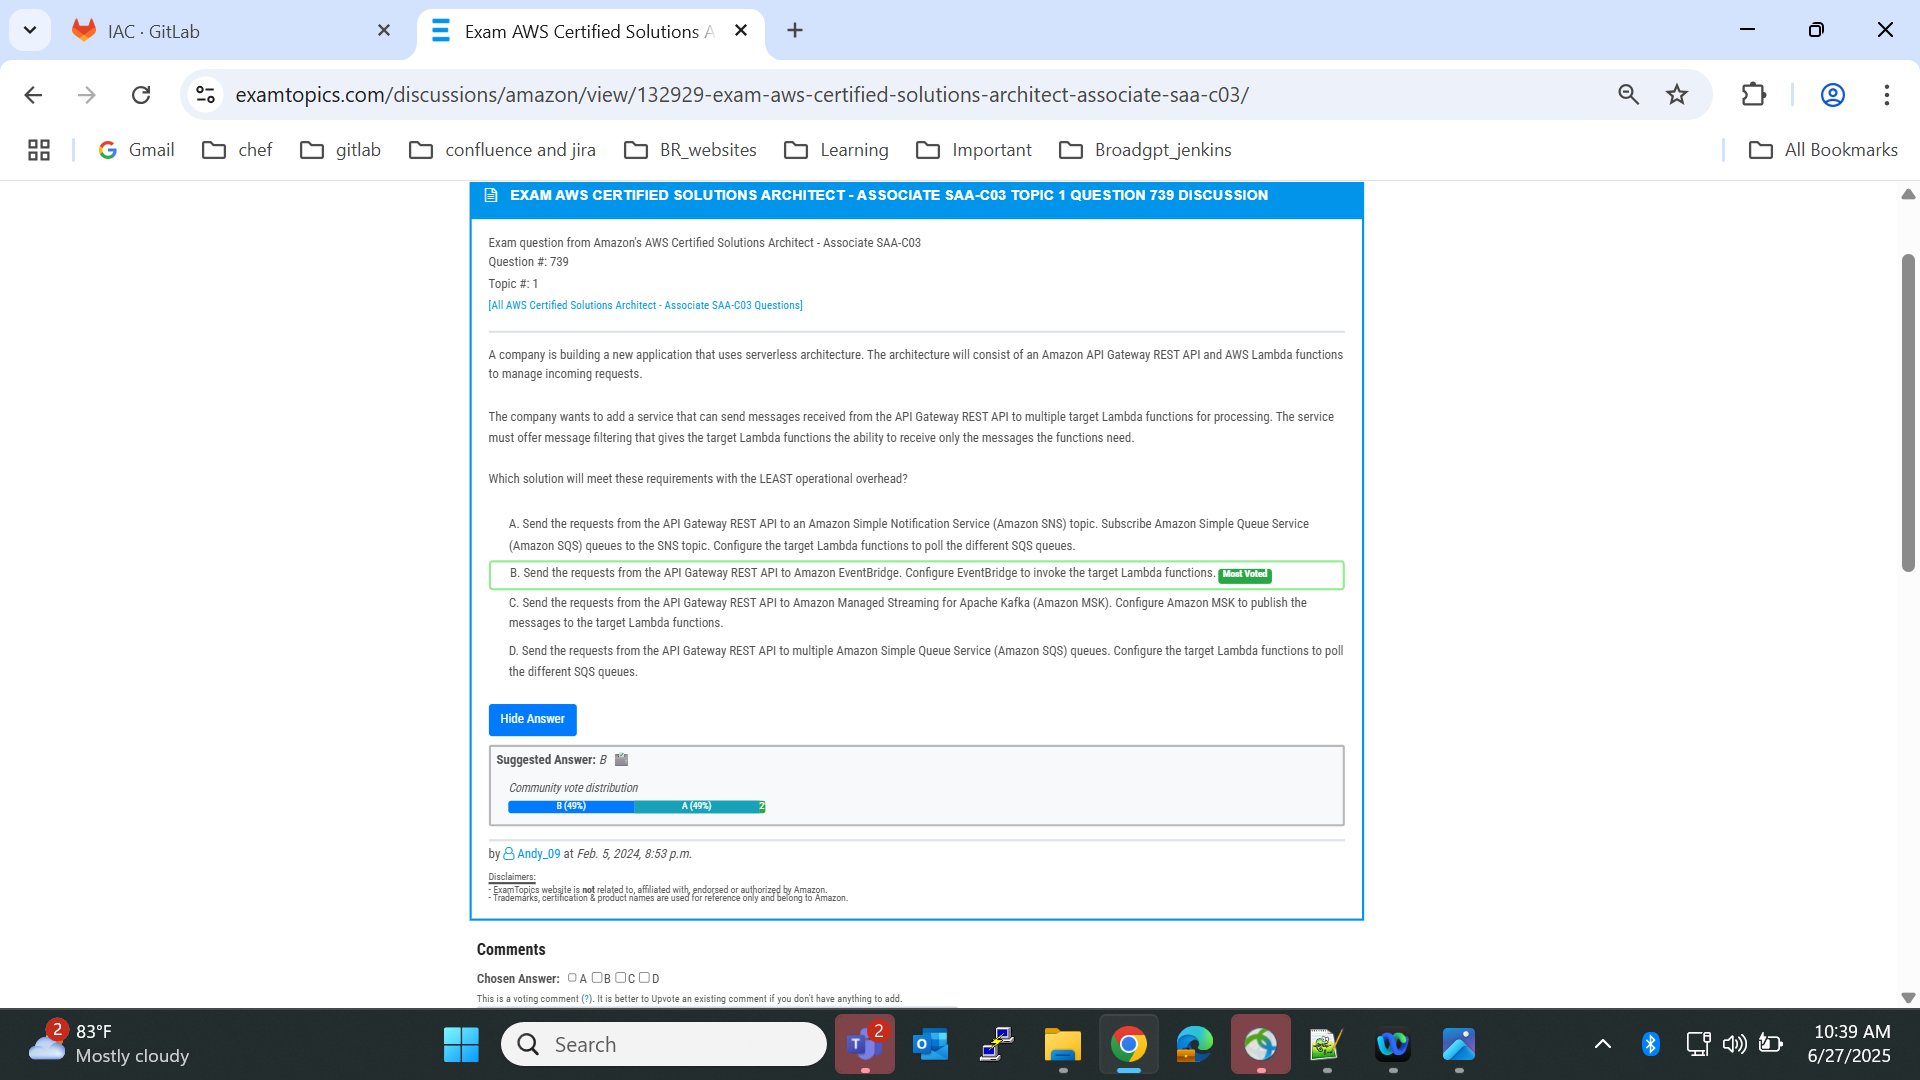 IAC · GitLab
Exam AWS Certified Solutions A
examtopics.com/discussions/amazon/view/132929-exam-aws-certified-solutions-architect-associate-saa-c03/
Gmail
chef
gitlab
confluence and jira
BR_websites
Learning
Important
Broadgpt_jenkins
All Bookmarks
EXAM AWS CERTIFIED SOLUTIONS ARCHITECT - ASSOCIATE SAA-C03 TOPIC 1 QUESTION 739 DISCUSSION
Exam question from Amazon's AWS Certified Solutions Architect - Associate SAA-C03
Question #: 739
Topic #: 1
[All AWS Certified Solutions Architect - Associate SAA-C03 Questions]
A company is building a new application that uses serverless architecture. The architecture will consist of an Amazon API Gateway REST API and AWS Lambda functions
to manage incoming requests.
The company wants to add a service that can send messages received from the API Gateway REST API to multiple target Lambda functions for processing. The service
must offer message filtering that gives the target Lambda functions the ability to receive only the messages the functions need.
Which solution will meet these requirements with the LEAST operational overhead?
A. Send the requests from the API Gateway REST API to an Amazon Simple Notification Service (Amazon SNS) topic. Subscribe Amazon Simple Queue Service
(Amazon SQS) queues to the SNS topic. Configure the target Lambda functions to poll the different SQS queues.
B. Send the requests from the API Gateway REST API to Amazon EventBridge. Configure EventBridge to invoke the target Lambda functions. Most Voted
C. Send the requests from the API Gateway REST API to Amazon Managed Streaming for Apache Kafka (Amazon MSK). Configure Amazon MSK to publish the
messages to the target Lambda functions.
D. Send the requests from the API Gateway REST API to multiple Amazon Simple Queue Service (Amazon SQS) queues. Configure the target Lambda functions to poll
the different SQS queues.
Hide Answer
Suggested Answer: B
Community vote distribution
B (49%) A (49%) 2
by Andy_09 at Feb. 5, 2024, 8:53 p.m.
Disclaimers:
- ExamTopics website is not related to, affiliated with, endorsed or authorized by Amazon.
- Trademarks, certification & product names are used for reference only and belong to Amazon.
Comments
Chosen Answer: A B C D
This is a voting comment (?). It is better to Upvote an existing comment if you don't have anything to add.
2
83°F
Mostly cloudy
Search
2
10:39 AM
6/27/2025